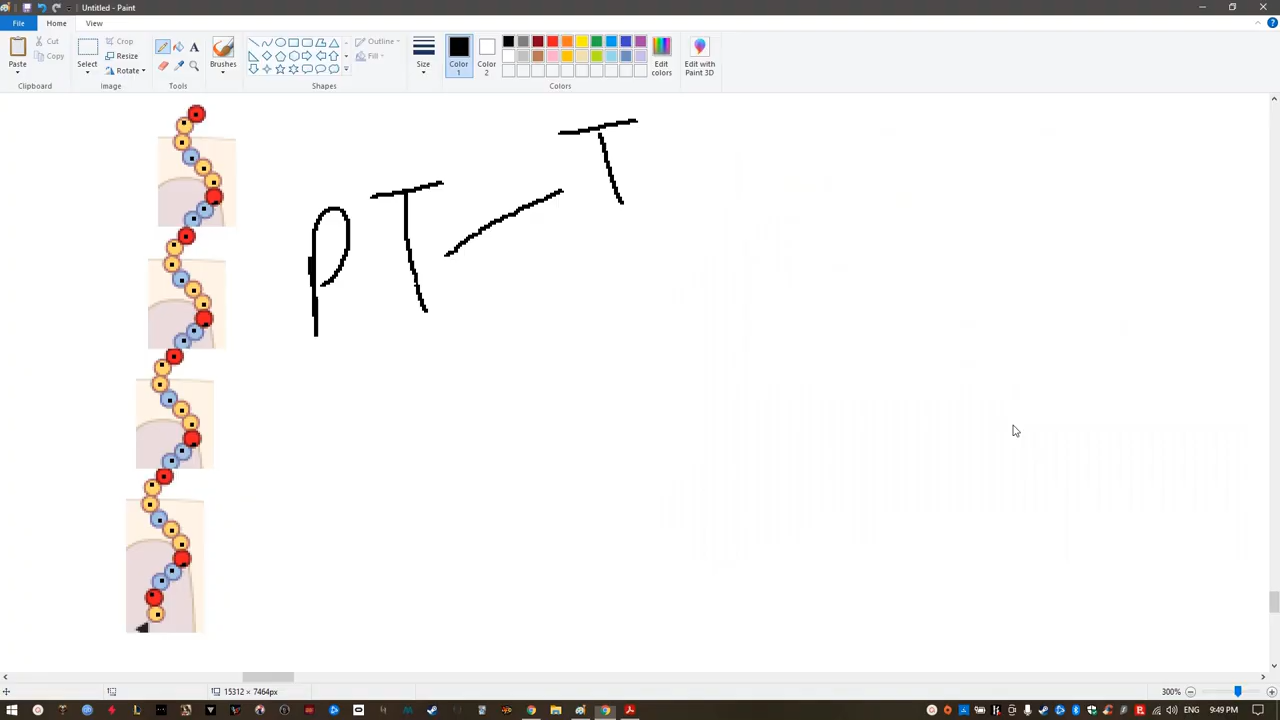 Untitled - Paint
File Home View
Paste
Cut
Copy
Clipboard
Select
Crop
Resize
Rotate
Image
A
Tools
Brushes
Shapes
Outline
Fill
Size
Color 1
Color 2
Edit colors
Edit with Paint 3D
Colors
PT-T
15312 × 7464px
300%
ENG 9:49 PM